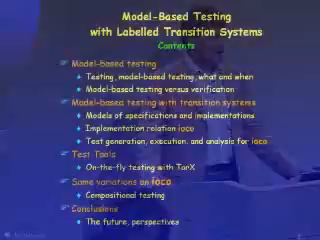 Model-Based Testing
with Labelled Transition Systems
Contents
Model-based testing
Testing, model-based testing, what and when
Model-based testing versus verification
Model-based testing with transition systems
Models of specifications and implementations
Implementation relation ioco
Test generation, execution, and analysis for ioco
Test Tools
On-the-fly testing with TorX
Some variations on ioco
Compositional testing
Conclusions
The future, perspectives